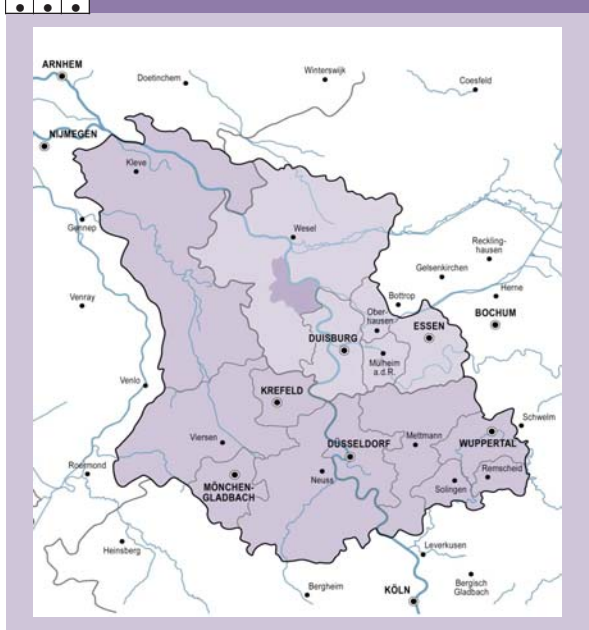 ARNHEM
Doetinchem
Winterswijk
Coesfeld
NIJMEGEN
Kleve
Gennep
Wesel
Reckling-
hausen
Gelsenkirchen
Herne
Venray
Bottrop
Ober-
hausen
BOCHUM
ESSEN
DUISBURG
Mülheim
a.d.R.
Venlo
KREFELD
Schwelm
Viersen
DÜSSELDORF
Mettmann
WUPPERTAL
Roermond
MÖNCHEN-
GLADBACH
Neuss
Remscheid
Solingen
Heinsberg
Leverkusen
Bergheim
KÖLN
Bergisch
Gladbach